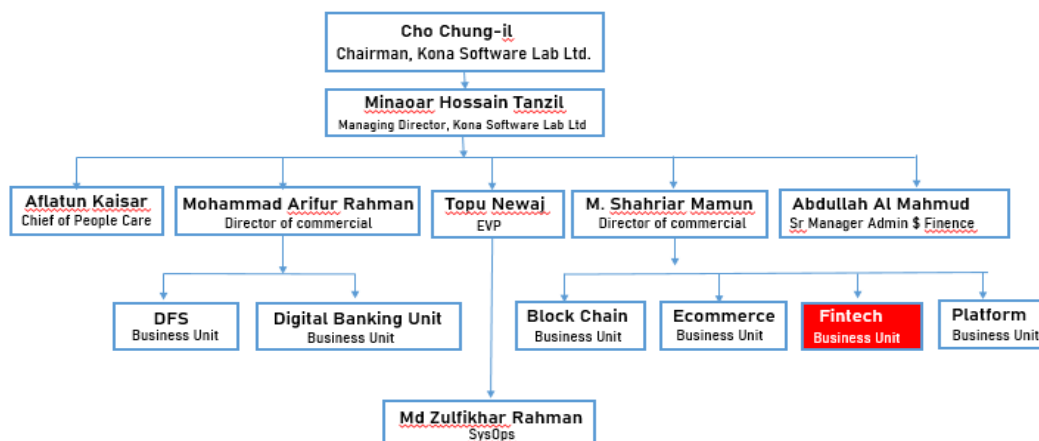 Cho Chung-il
Chairman, Kona Software Lab Ltd.
Minaoar Hossain Tanzil
Managing Director, Kona Software Lab Ltd
Aflatun Kaisar
Chief of People Care
Mohammad Arifur Rahman
Director of commercial
Topu Newaj
EVP
M. Shahriar Mamun
Director of commercial
Abdullah Al Mahmud
Sr Manager Admin $ Finence
DFS
Business Unit
Digital Banking Unit
Business Unit
Block Chain
Business Unit
Ecommerce
Business Unit
Fintech
Business Unit
Platform
Business Unit
Md Zulfikhar Rahman
SysOps